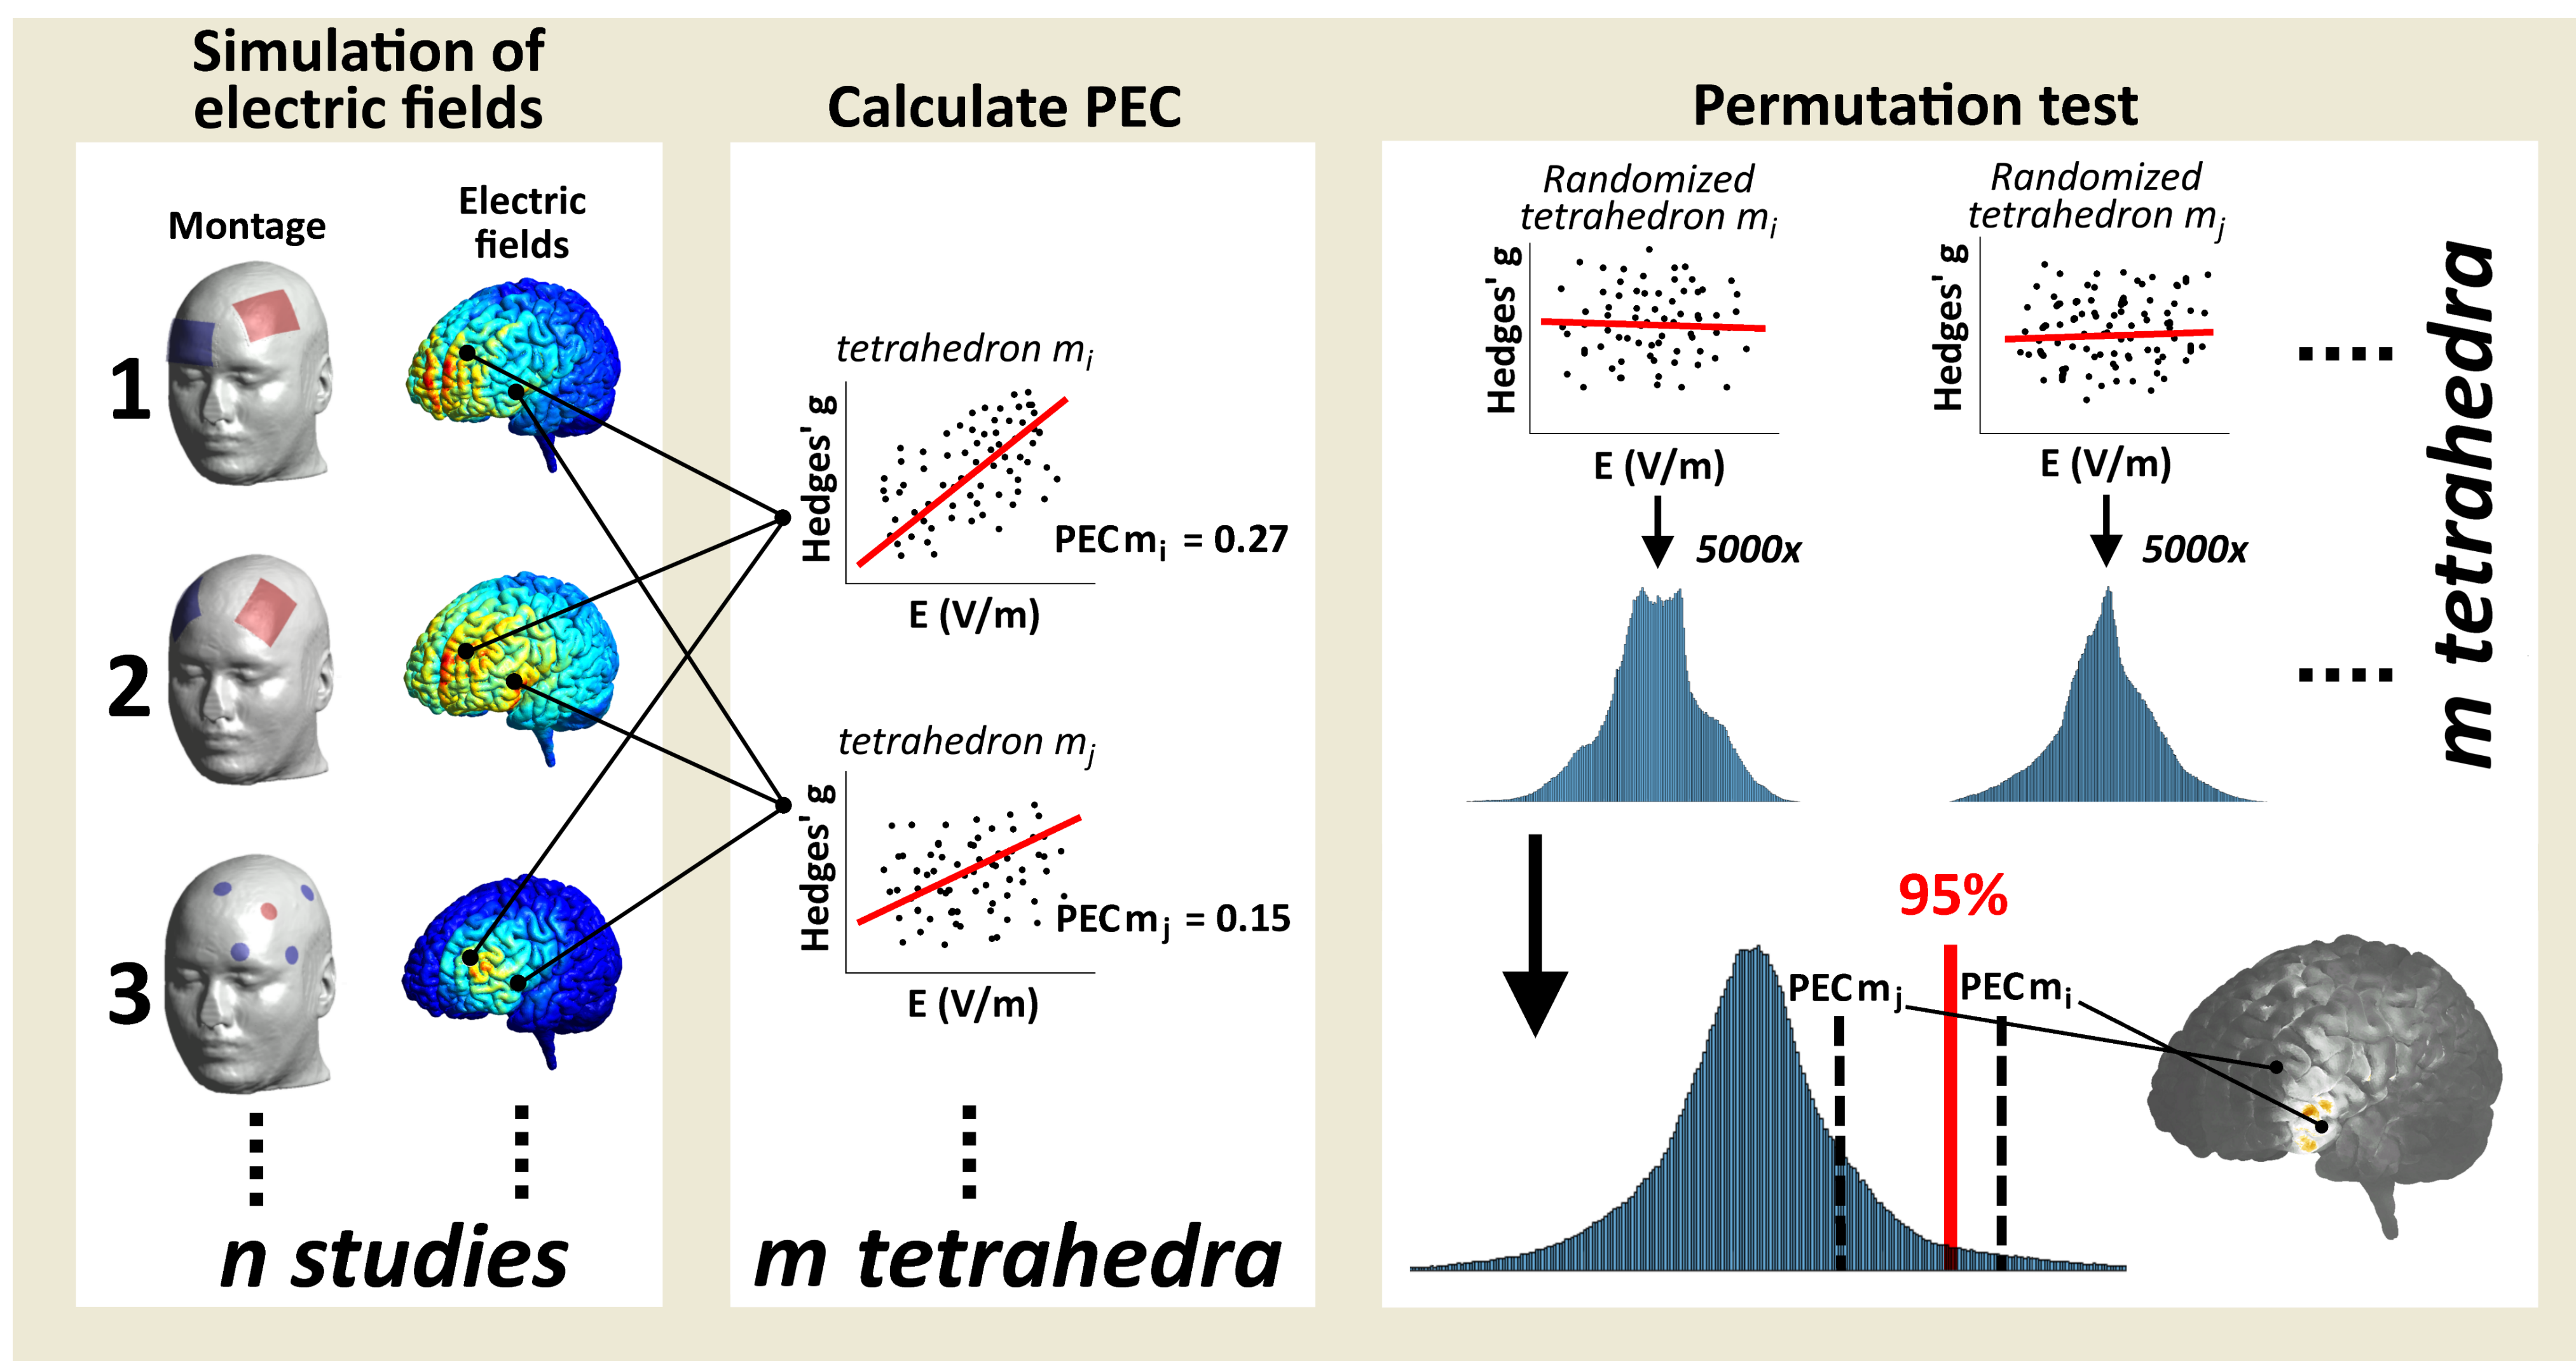 Simulation of
electric fields
Montage
Electric
fields
1
2
3
n studies
Calculate PEC
tetrahedron mi
Hedges' g
E (V/m)
PEC mi = 0.27
tetrahedron mj
Hedges' g
E (V/m)
PEC mj = 0.15
m tetrahedra
Permutation test
Randomized
tetrahedron mi
Hedges' g
E (V/m)
5000x
Randomized
tetrahedron mj
Hedges' g
E (V/m)
5000x
m tetrahedra
95%
PEC mj
PEC mi